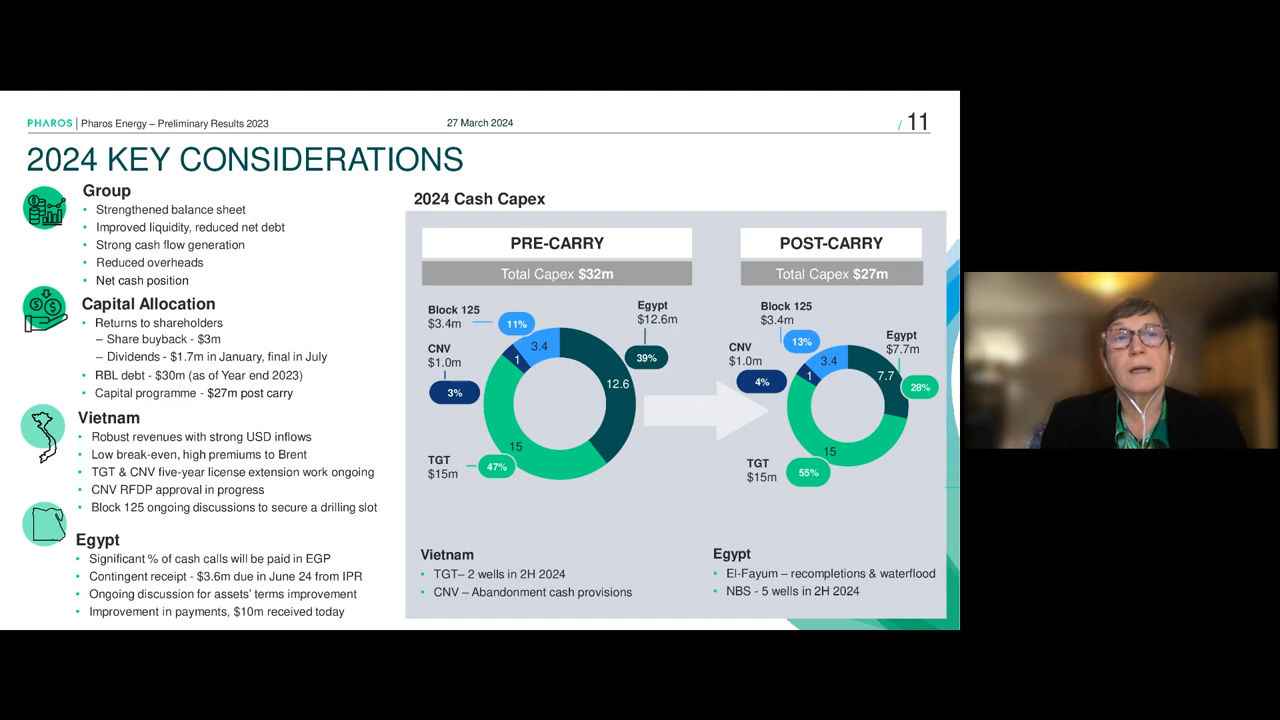 PHAROS | Pharos Energy – Preliminary Results 2023
27 March 2024
/ 11
2024 KEY CONSIDERATIONS
Group
• Strengthened balance sheet
• Improved liquidity, reduced net debt
• Strong cash flow generation
• Reduced overheads
• Net cash position
Capital Allocation
• Returns to shareholders
– Share buyback - $3m
– Dividends - $1.7m in January, final in July
• RBL debt - $30m (as of Year end 2023)
• Capital programme - $27m post carry
Vietnam
• Robust revenues with strong USD inflows
• Low break-even, high premiums to Brent
• TGT & CNV five-year license extension work ongoing
• CNV RFDP approval in progress
• Block 125 ongoing discussions to secure a drilling slot
Egypt
• Significant % of cash calls will be paid in EGP
• Contingent receipt - $3.6m due in June 24 from IPR
• Ongoing discussion for assets' terms improvement
• Improvement in payments, $10m received today
2024 Cash Capex
PRE-CARRY
Total Capex $32m
Block 125
$3.4m
11%
Egypt
$12.6m
39%
CNV
$1.0m
3%
3.4
1
12.6
15
TGT
$15m
47%
POST-CARRY
Total Capex $27m
Block 125
$3.4m
13%
Egypt
$7.7m
28%
CNV
$1.0m
4%
3.4
1
7.7
15
TGT
$15m
55%
Vietnam
• TGT– 2 wells in 2H 2024
• CNV – Abandonment cash provisions
Egypt
• El-Fayum – recompletions & waterflood
• NBS - 5 wells in 2H 2024